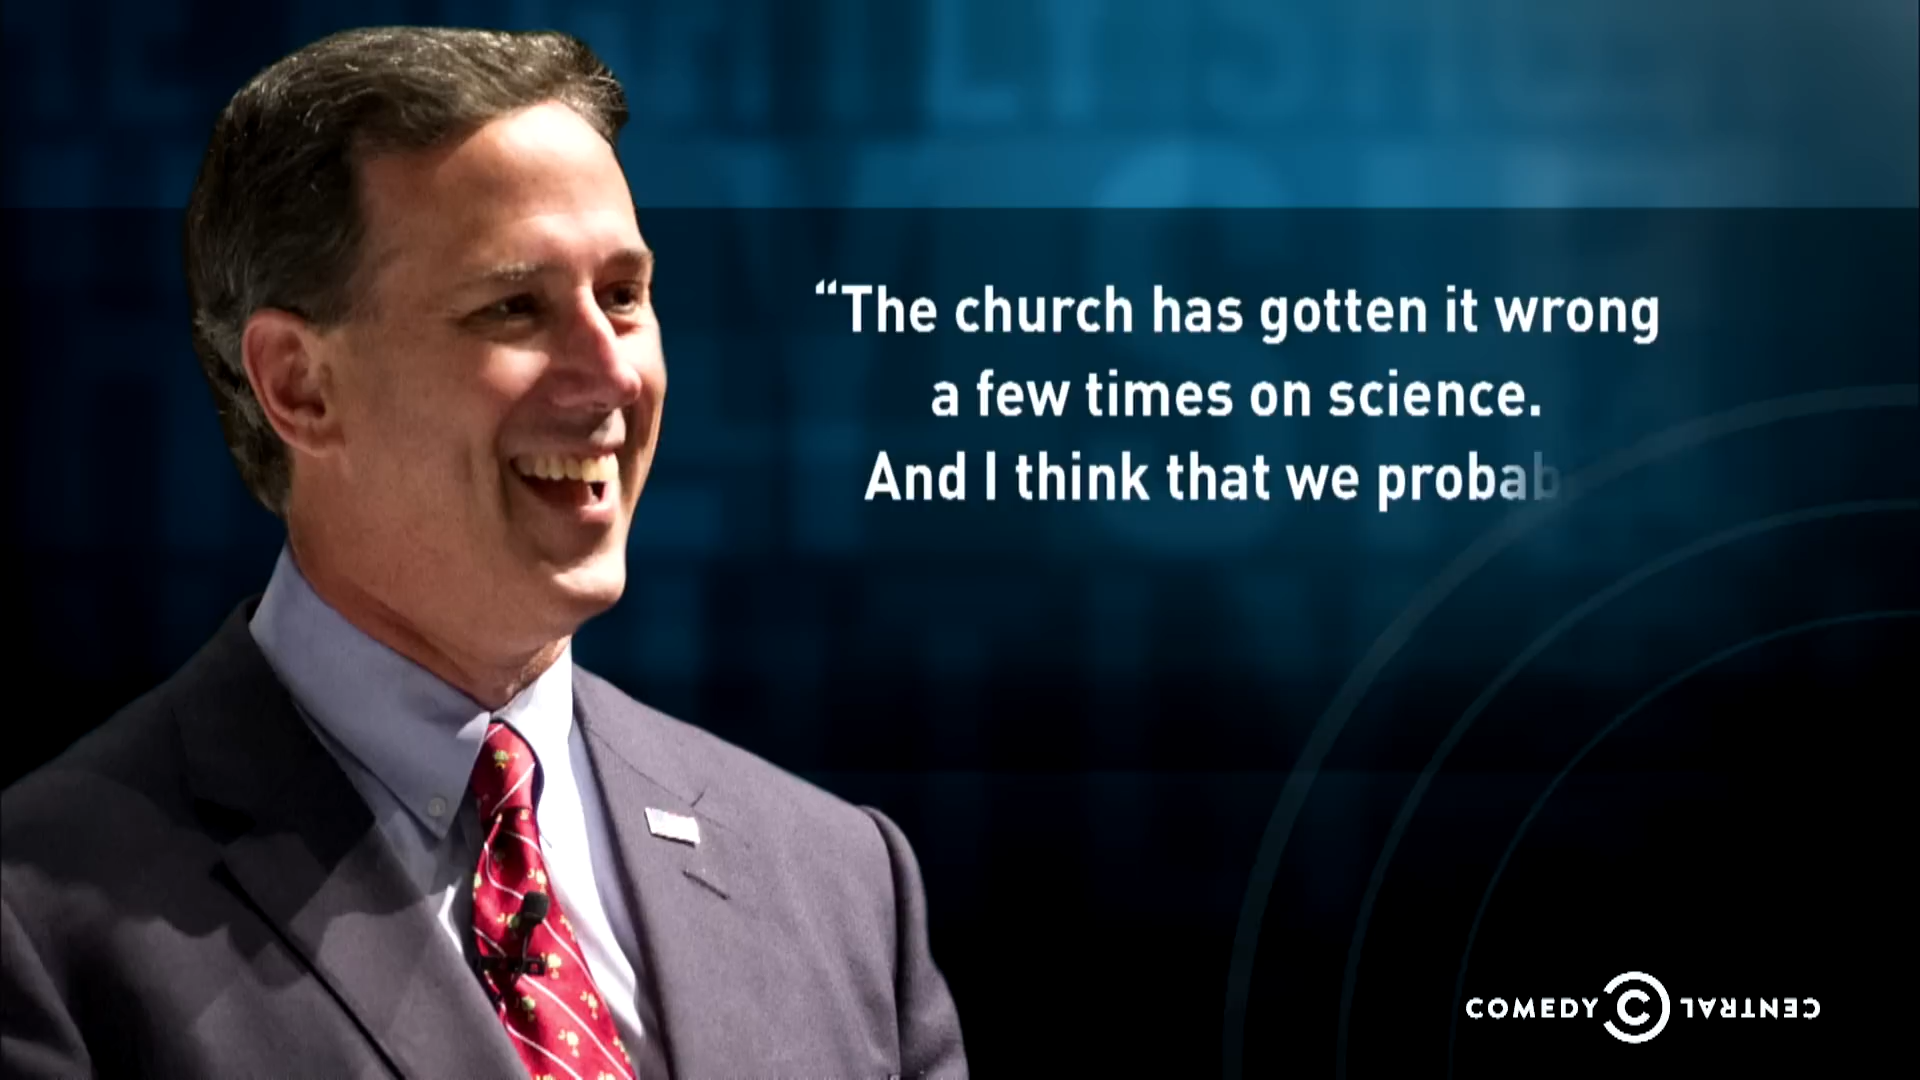 “The church has gotten it wrong
a few times on science.
And I think that we probab
COMEDY CENTRAL